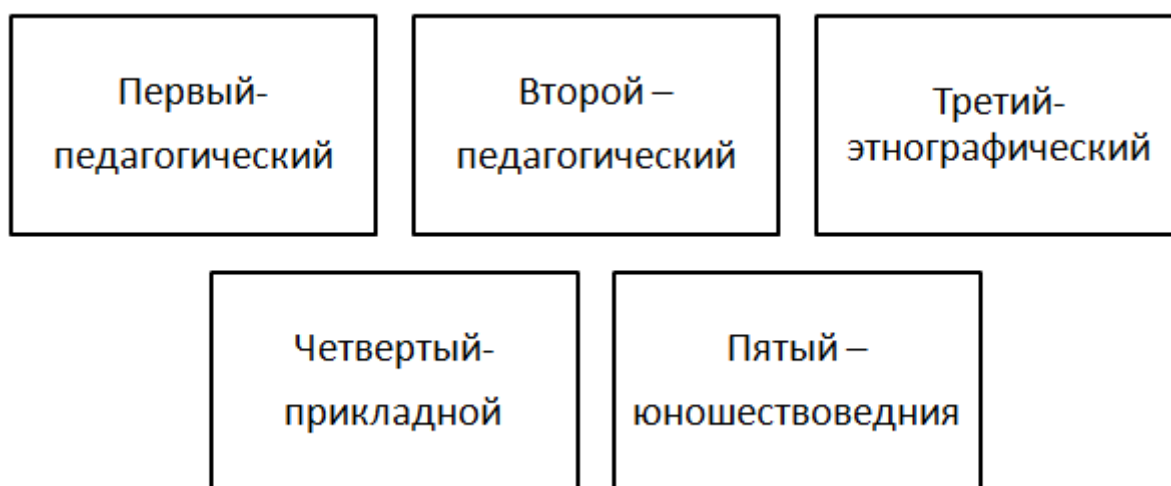 Первый-
педагогический
Второй –
педагогический
Третий-
этнографический
Четвертый-
прикладной
Пятый –
юношествоведния